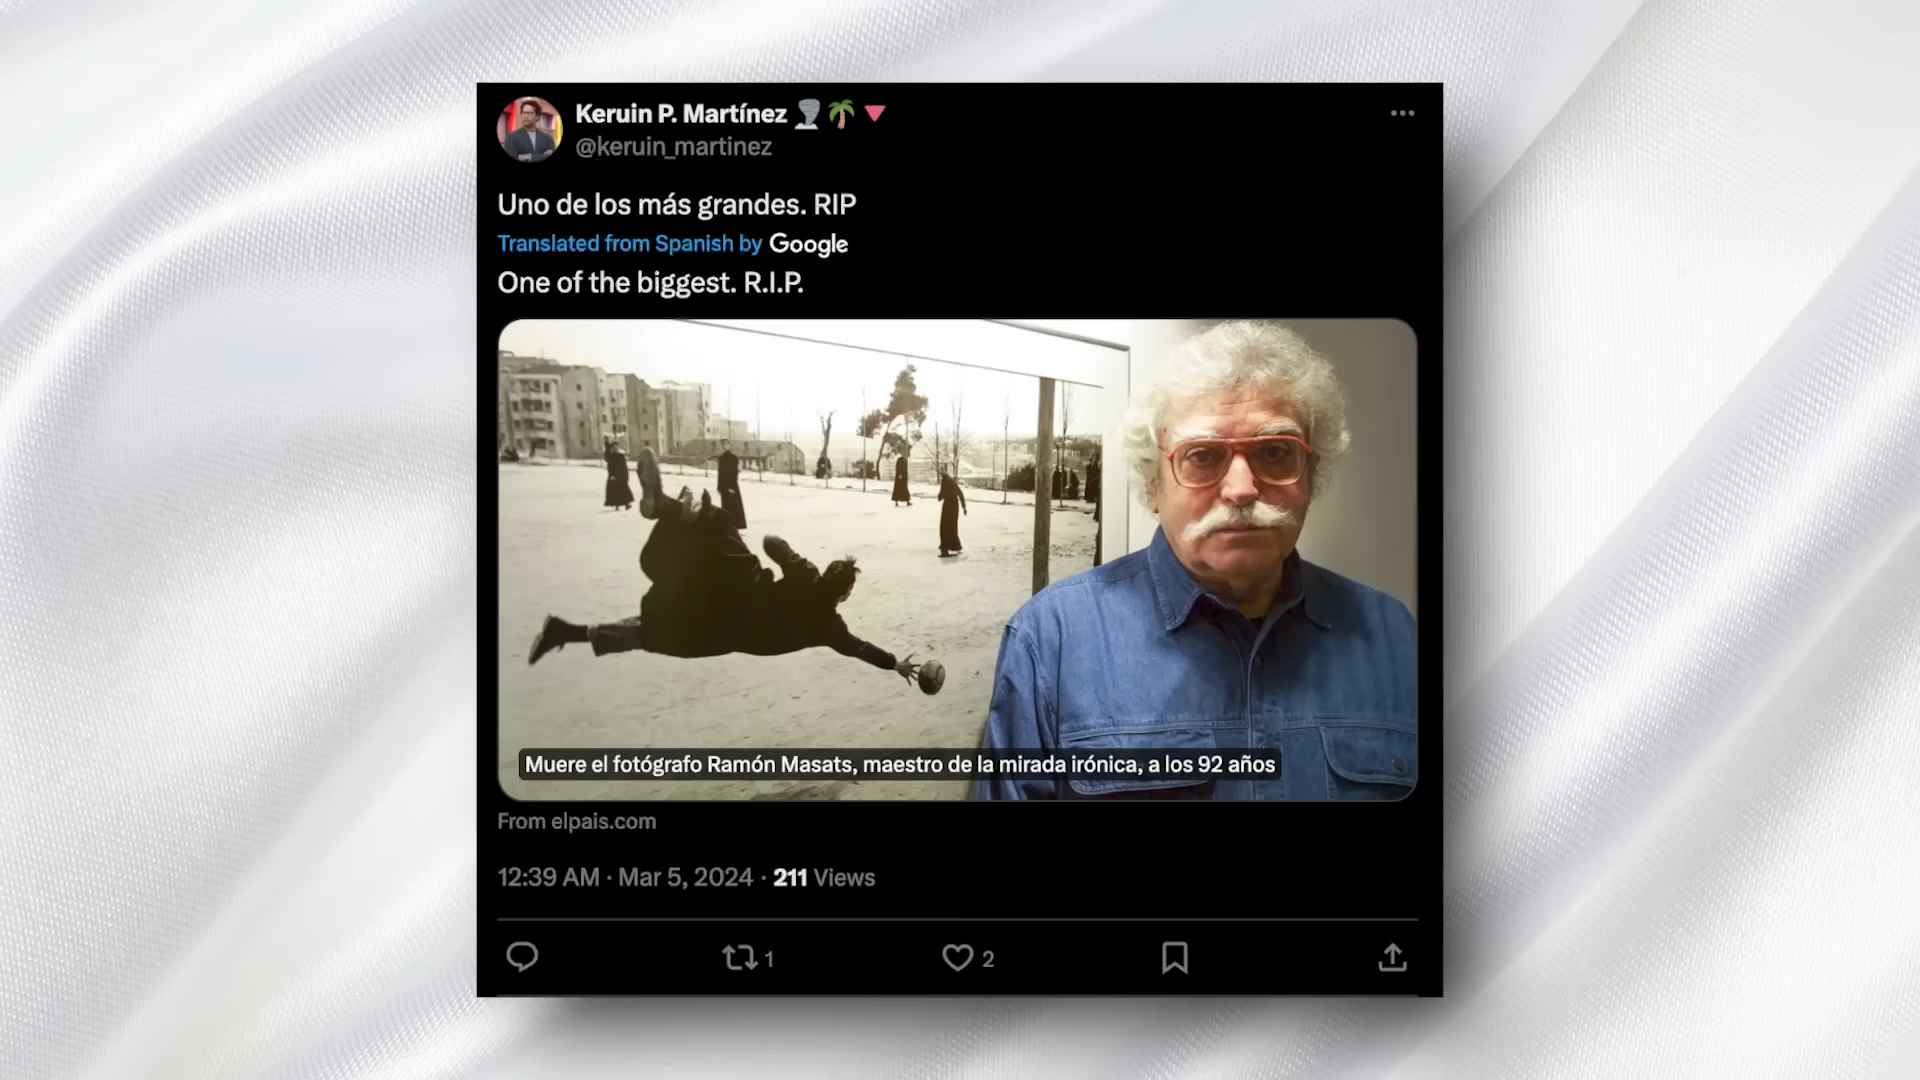 Keruin P. Martínez
@keruin_martinez
Uno de los más grandes. RIP
Translated from Spanish by Google
One of the biggest. R.I.P.
Muere el fotógrafo Ramón Masats, maestro de la mirada irónica, a los 92 años
From elpais.com
12:39 AM · Mar 5, 2024 · 211 Views
1
2